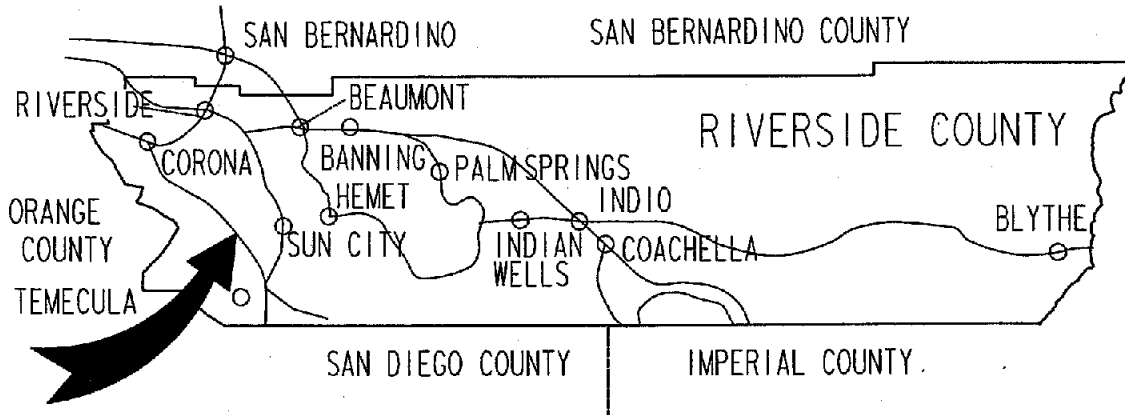 SAN BERNARDINO
SAN BERNARDINO COUNTY
RIVERSIDE
BEAUMONT
RIVERSIDE COUNTY
CORONA
BANNING
PALM SPRINGS
HEMET
INDIO
ORANGE
COUNTY
SUN CITY
INDIAN
WELLS
COACHELLA
BLYTHE
TEMECULA
SAN DIEGO COUNTY
IMPERIAL COUNTY.